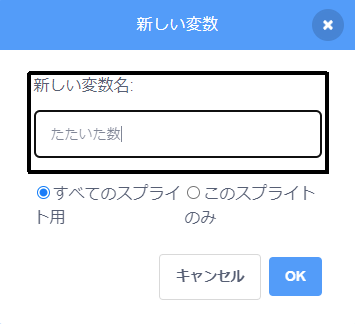 新しい変数
新しい変数名:
たたいた数
すべてのスプライ
ト用
このスプライト
のみ
キャンセル
OK